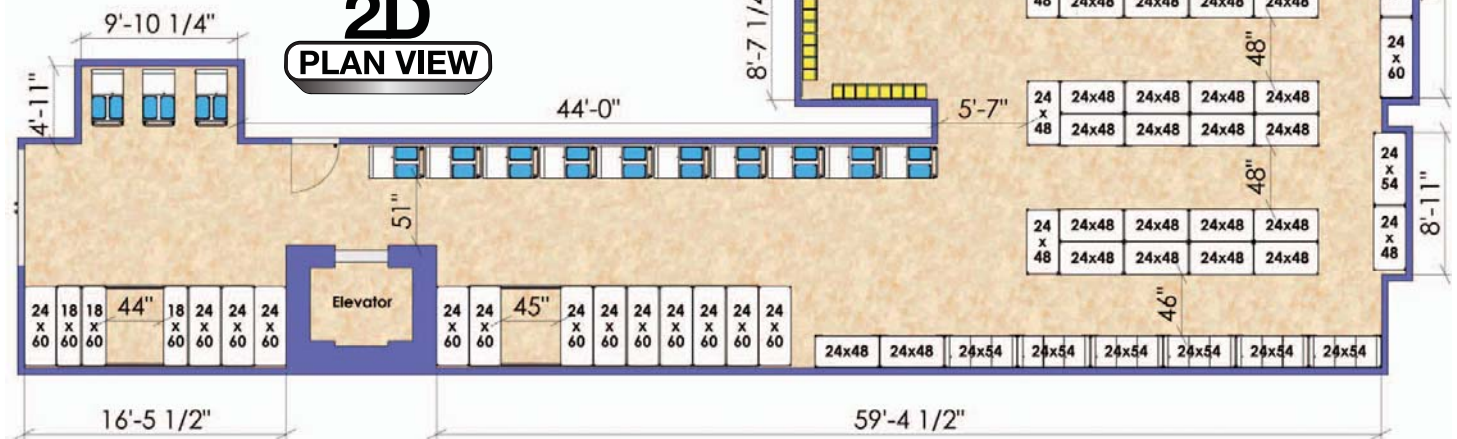 2D
PLAN VIEW
9'-10 1/4"
4'-11"
44'-0"
8'-7 1/4
5'-7"
48 24x48 24x48 24x48 24x48
48"
24 x 60
24 x 48 24x48 24x48 24x48 24x48
24x48 24x48 24x48 24x48
48"
24 x 54
24 x 48
8'-11"
51"
24 x 48 24x48 24x48 24x48 24x48
24x48 24x48 24x48 24x48
46"
24 x 60 18 x 60 18 x 60 44" 18 x 60 24 x 60 24 x 60 24 x 60
Elevator
24 x 60 24 x 60 45" 24 x 60 24 x 60 24 x 60 24 x 60 24 x 60 24 x 60 24 x 60
24x48 24x48 24x54 24x54 24x54 24x54 24x54 24x54
16'-5 1/2"
59'-4 1/2"